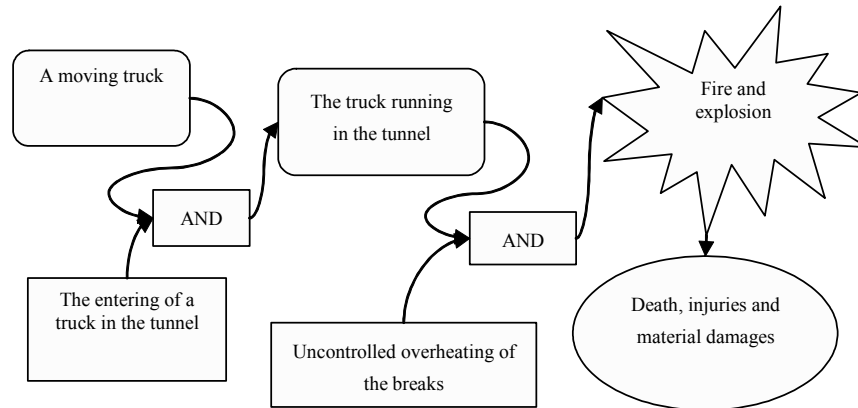 A moving truck
AND
The entering of a
truck in the tunnel
The truck running
in the tunnel
AND
Uncontrolled overheating of
the breaks
Fire and
explosion
Death, injuries and
material damages